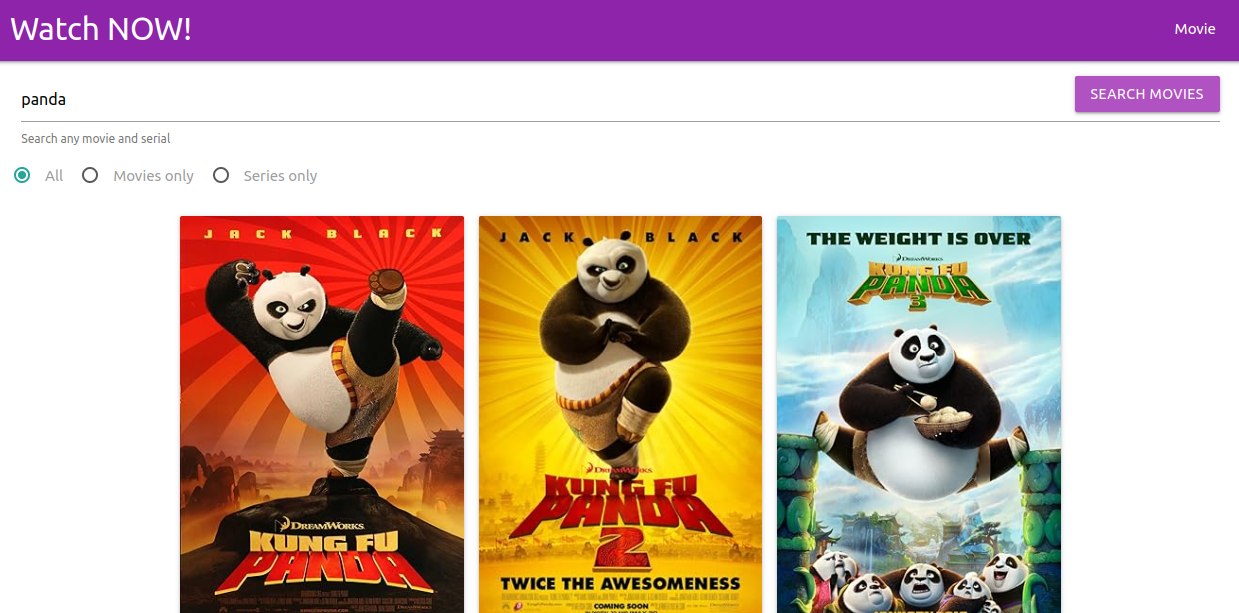 Watch NOW!
Movie
panda
SEARCH MOVIES
Search any movie and serial
All
Movies only
Series only
JACK BLACK
DREAMWORKS
KUNG FU
PANDA
JACK BLACK
DREAMWORKS
KUNG FU
PANDA
2
TWICE THE AWESOMENESS
COMING SOON
THE WEIGHT IS OVER
DREAMWORKS
KUNG FU
PANDA
3